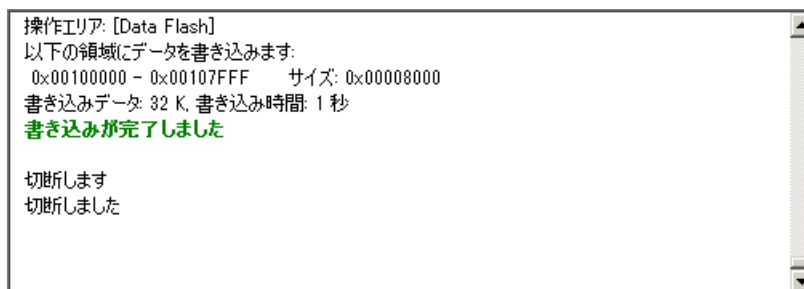 操作エリア: [Data Flash]
以下の領域にデータを書き込みます:
0x00100000 - 0x00107FFF サイズ: 0x00008000
書き込みデータ: 32 K, 書き込み時間: 1 秒
書き込みが完了しました
切断します
切断しました